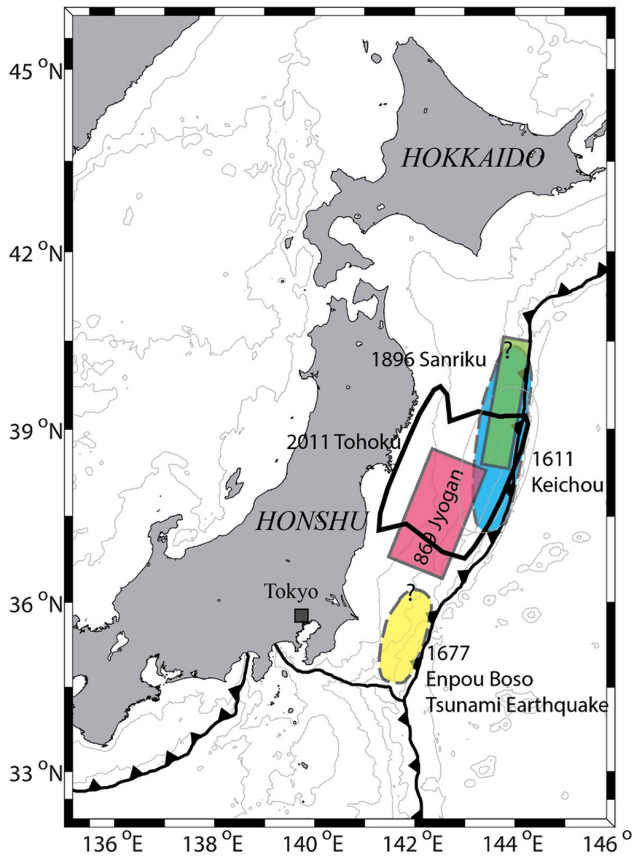 45 °N
HOKKAIDO
42 °N
?
1896 Sanriku
39 °N
2011 Tohoku
1611
Keichou
869 Jyogan
HONSHU
36 °N
Tokyo
?
1677
Enpou Boso
Tsunami Earthquake
33 °N
136 °E
138 °E
140 °E
142 °E
144 °E
146 °